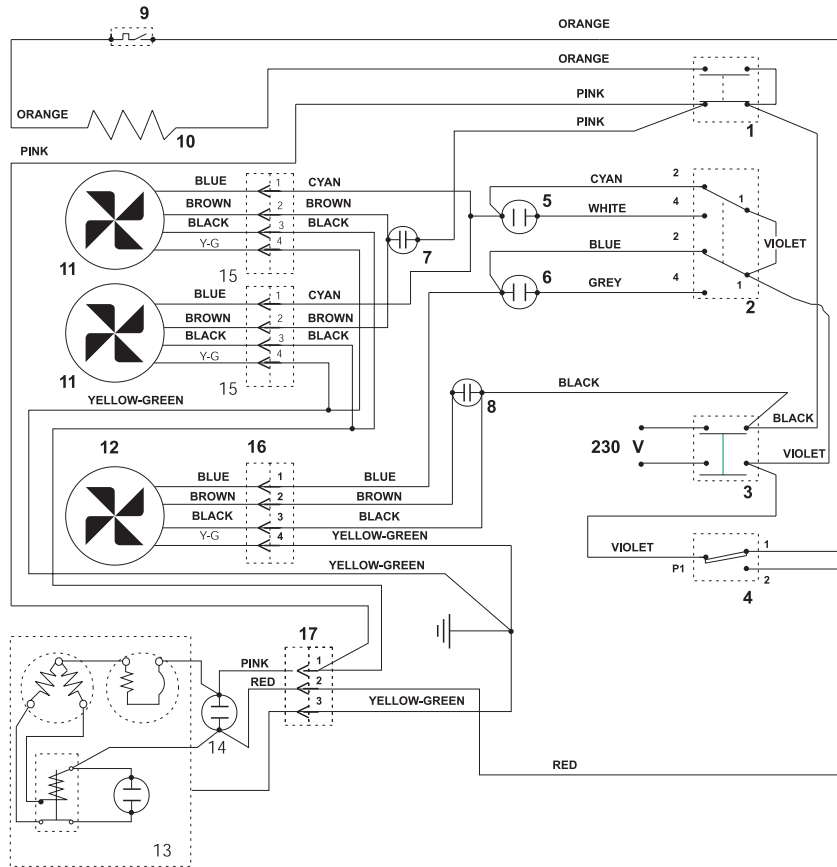 9
ORANGE
ORANGE
PINK
ORANGE
10
PINK
1
PINK
BLUE 1 CYAN
BROWN 2 BROWN
BLACK 3 BLACK
Y-G 4
11
15
7
CYAN 2
5
WHITE 4
1
VIOLET
BLUE 2
6
GREY 4
1
2
BLUE 1 CYAN
BROWN 2 BROWN
BLACK 3 BLACK
Y-G 4
11
15
YELLOW-GREEN
8
BLACK
BLACK
230 V
VIOLET
3
12
16
BLUE 1 BLUE
BROWN 2 BROWN
BLACK 3 BLACK
Y-G 4 YELLOW-GREEN
YELLOW-GREEN
VIOLET
P1
1
2
4
17
PINK 1
RED 2
3 YELLOW-GREEN
14
RED
13